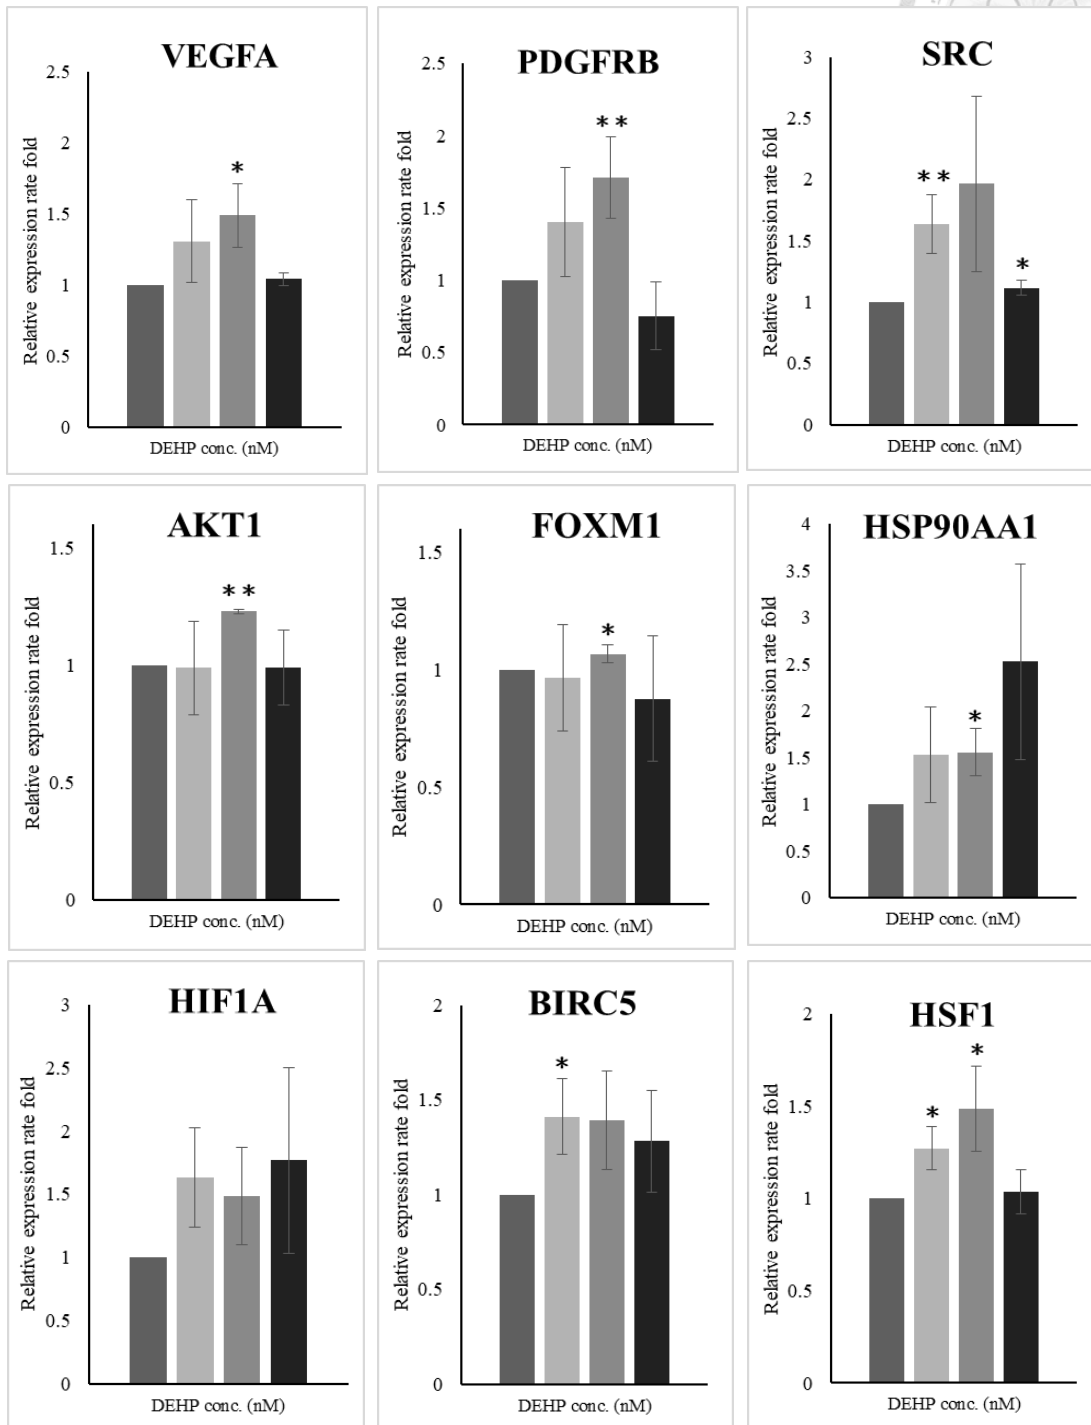 VEGFA
Relative expression rate fold
2.5
2
1.5
1
0.5
0
*
DEHP conc. (nM)
PDGFRB
Relative expression rate fold
2.5
2
1.5
1
0.5
0
**
DEHP conc. (nM)
SRC
Relative expression rate fold
3
2.5
2
1.5
1
0.5
0
**
*
DEHP conc. (nM)
AKT1
Relative expression rate fold
1.5
1
0.5
0
**
DEHP conc. (nM)
FOXM1
Relative expression rate fold
1.5
1
0.5
0
*
DEHP conc. (nM)
HSP90AA1
Relative expression rate fold
4
3.5
3
2.5
2
1.5
1
0.5
0
*
DEHP conc. (nM)
HIF1A
Relative expression rate fold
3
2.5
2
1.5
1
0.5
0
DEHP conc. (nM)
BIRC5
Relative expression rate fold
2
1.5
1
0.5
0
*
DEHP conc. (nM)
HSF1
Relative expression rate fold
2
1.5
1
0.5
0
*
*
DEHP conc. (nM)